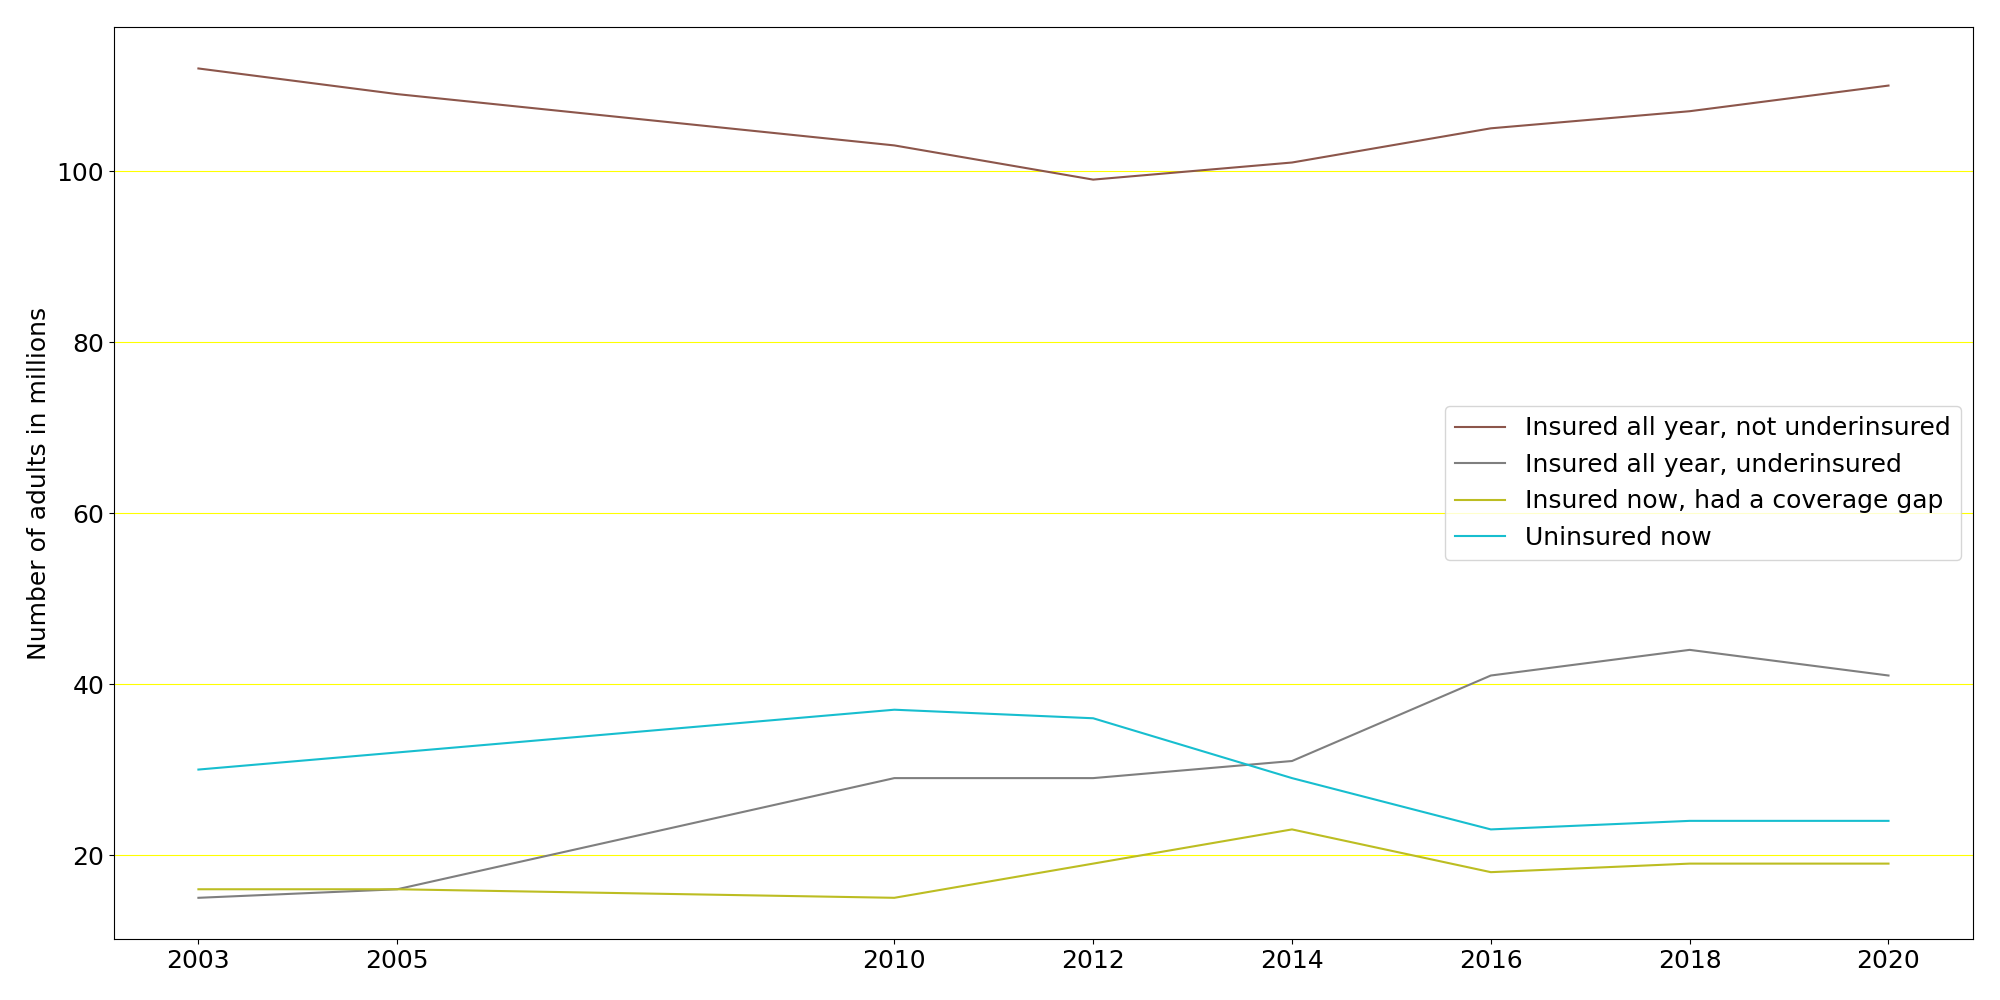 Number of adults in millions
100
80
60
40
20
Insured all year, not underinsured
Insured all year, underinsured
Insured now, had a coverage gap
Uninsured now
2003 2005 2010 2012 2014 2016 2018 2020